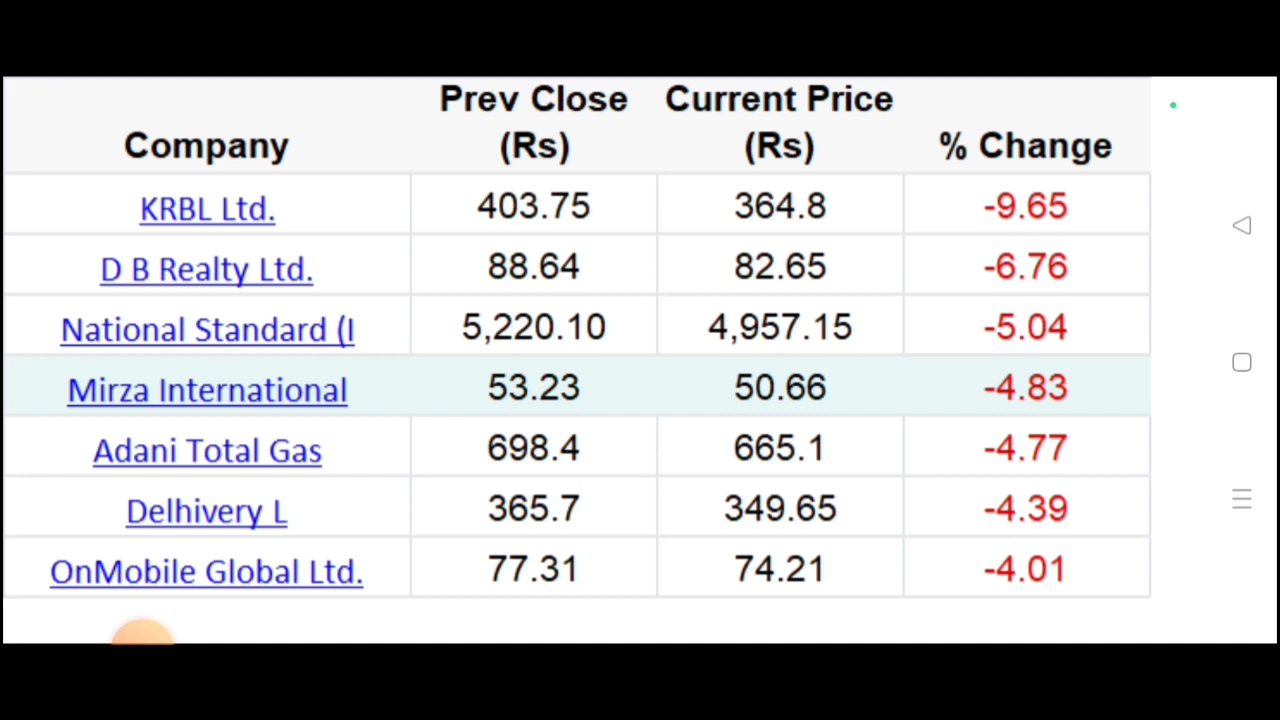 Company Prev Close (Rs) Current Price (Rs) % Change
KRBL Ltd. 403.75 364.8 -9.65
D B Realty Ltd. 88.64 82.65 -6.76
National Standard (I 5,220.10 4,957.15 -5.04
Mirza International 53.23 50.66 -4.83
Adani Total Gas 698.4 665.1 -4.77
Delhivery L 365.7 349.65 -4.39
OnMobile Global Ltd. 77.31 74.21 -4.01